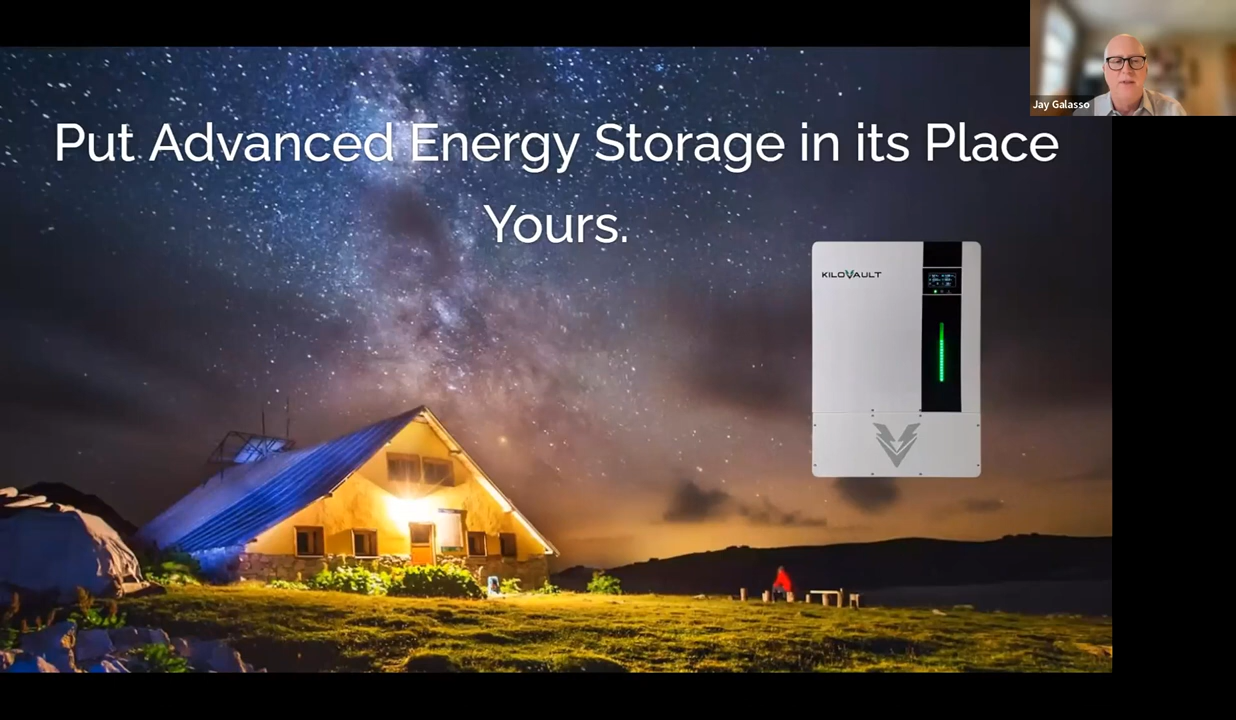 Jay Galasso
Put Advanced Energy Storage in its Place
Yours.
KILOVAULT